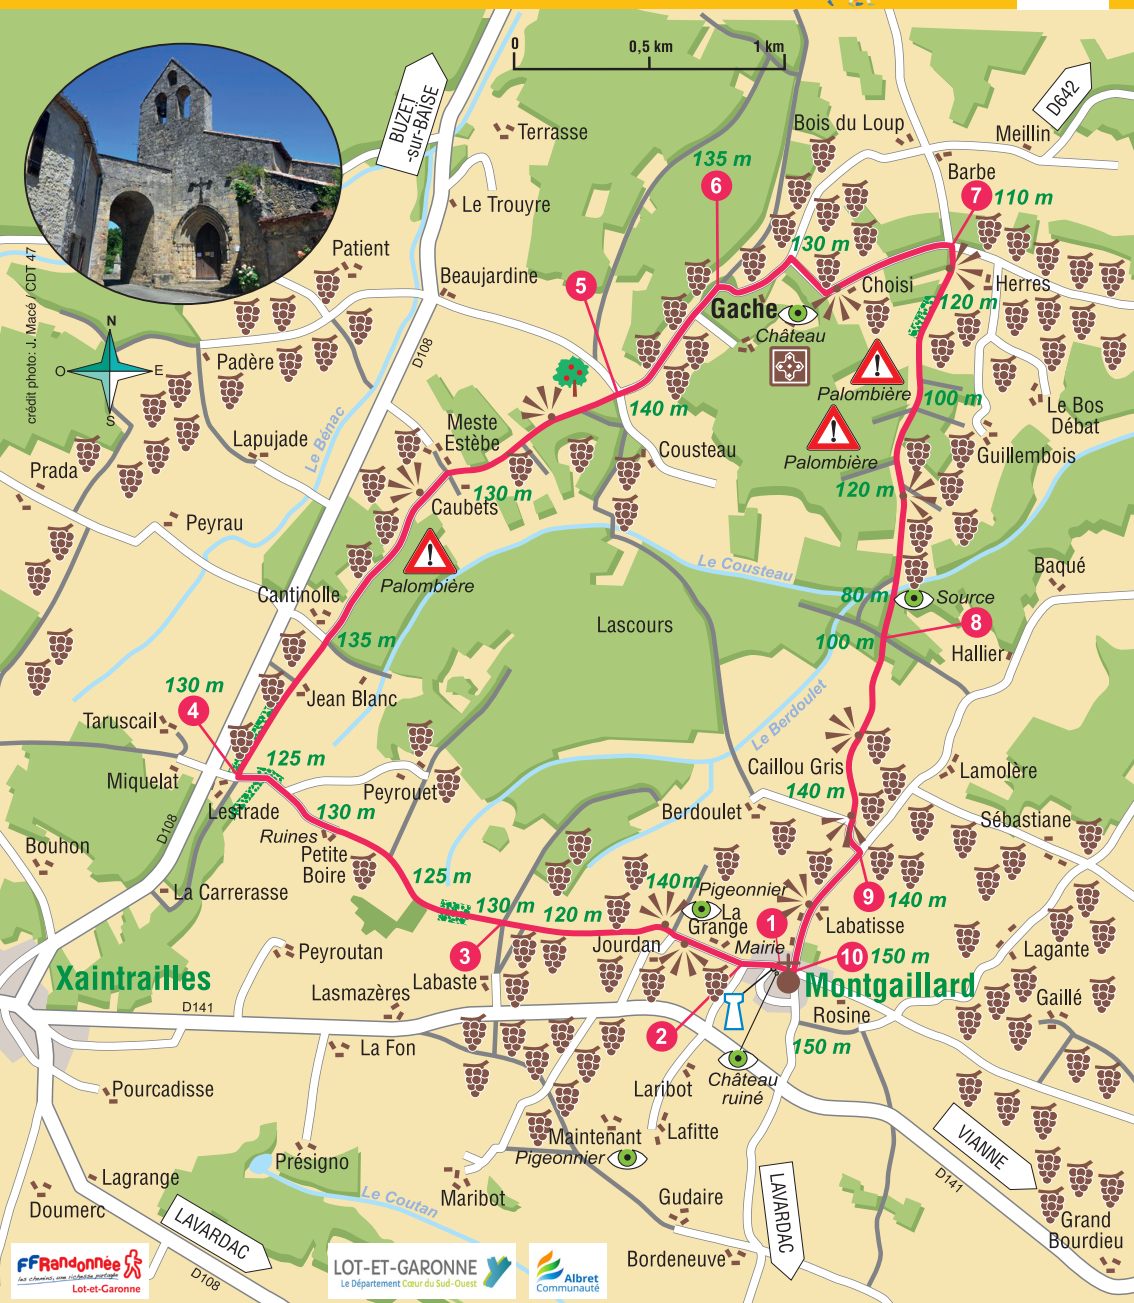 0
0,5 km
1 km
BUZET
-sur-BAÏSE
D642
Terrasse
Bois du Loup
Meillin
135 m
6
Barbe
7
110 m
Le Trouyre
Patient
130 m
Beaujardine
5
Choisi
Herres
120 m
Gache
Château
crédit photo: J. Macé / CDT 47
N
O
E
S
Padère
D108
Palombière
100 m
Le Bos
Débat
140 m
Meste
Estèbe
Lapujade
Le Bénac
Cousteau
Palombière
Guillembois
Prada
130 m
120 m
Caubets
Peyrau
Le Cousteau
Baqué
Palombière
Cantinolle
80 m
Source
Lascours
8
135 m
100 m
Hallier
130 m
4
Jean Blanc
Le Berdoulet
Taruscail
125 m
Caillou Gris
Lamolère
Miquelat
Peyrouet
140 m
Lestrade
130 m
Berdoulet
Sébastiane
D108
Ruines
Petite
Boire
Bouhon
125 m
140 m
Pigeonnier
La Carrerasse
9
140 m
130 m
120 m
La
Grange
1
Labatisse
Jourdan
Mairie
Peyroutan
3
10
150 m
Lagante
Xaintrailles
Labaste
Montgaillard
Lasmazères
D141
Gaillé
Rosine
2
La Fon
150 m
Château
ruiné
Pourcadisse
Laribot
Maintenant
Lafitte
VIANNE
Pigeonnier
Présigno
D141
Lagrange
Maribot
Le Coutan
Gudaire
Doumerc
LAVARDAC
LAVARDAC
Grand
Bourdieu
Bordeneuve
D108
FFRandonnée
les chemins, une richesse partagée
Lot-et-Garonne
LOT-ET-GARONNE
Le Département Cœur du Sud-Ouest
Albret
Communauté